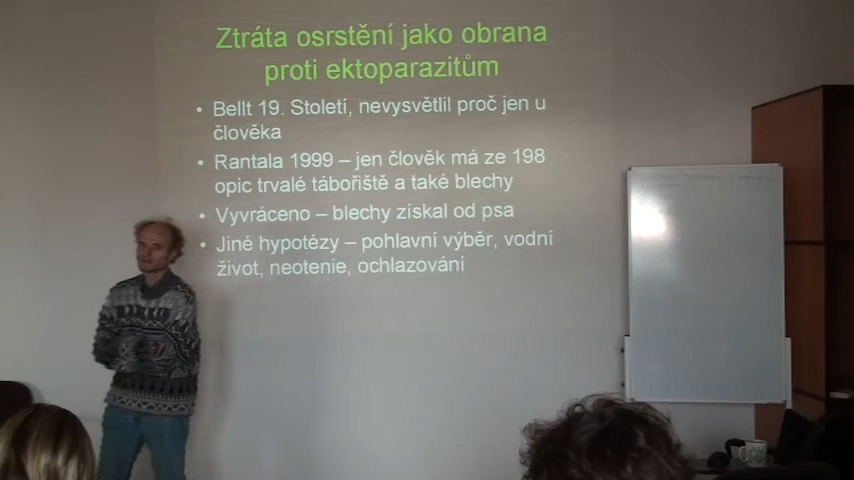 Ztráta osrstění jako obrana
proti ektoparazitům
• Bellt 19. Století, nevysvětlil proč jen u
člověka
• Rantala 1999 – jen člověk má ze 198
opic trvalé tábořiště a také blechy
• Vyvráceno – blechy získal od psa
• Jiné hypotézy – pohlavní výběr, vodní
život, neotenie, ochlazování